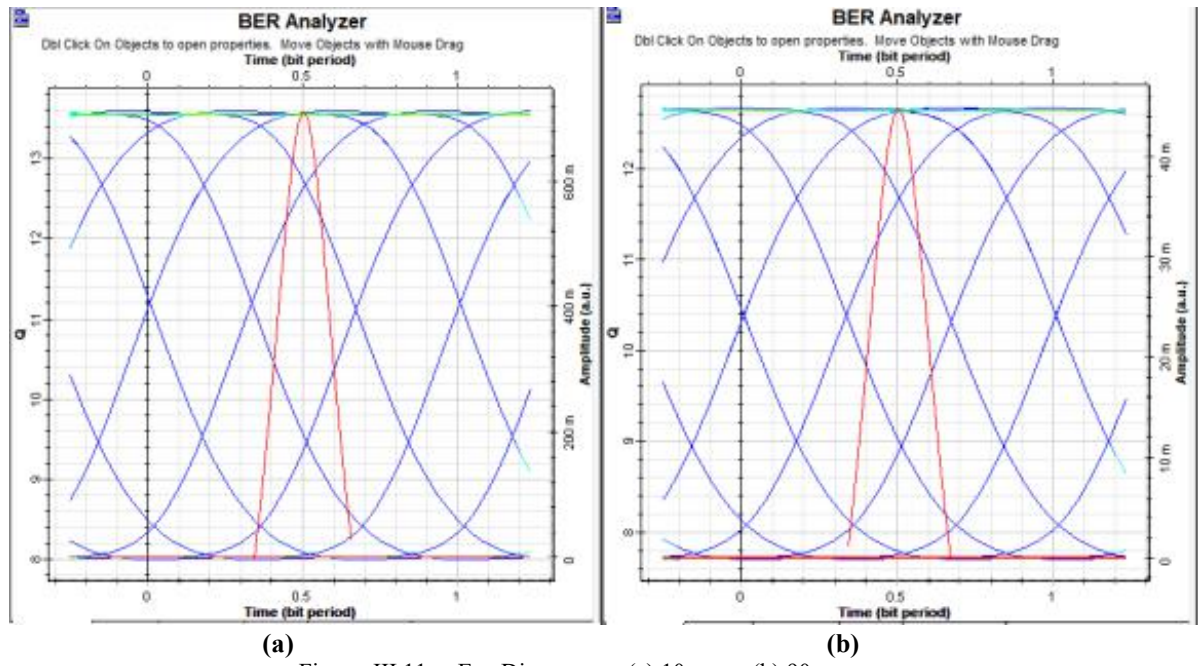 BER Analyzer
Dbl Click On Objects to open properties. Move Objects with Mouse Drag
Time (bit period)
0 0.5 1
Q
8 9 10 11 12 13
Amplitude (a.u.)
0 200 m 400 m 600 m
0 0.5 1
Time (bit period)
(a)
BER Analyzer
Dbl Click On Objects to open properties. Move Objects with Mouse Drag
Time (bit period)
0 0.5 1
Q
8 9 10 11 12
Amplitude (a.u.)
0 10 m 20 m 30 m 40 m
0 0.5 1
Time (bit period)
(b)